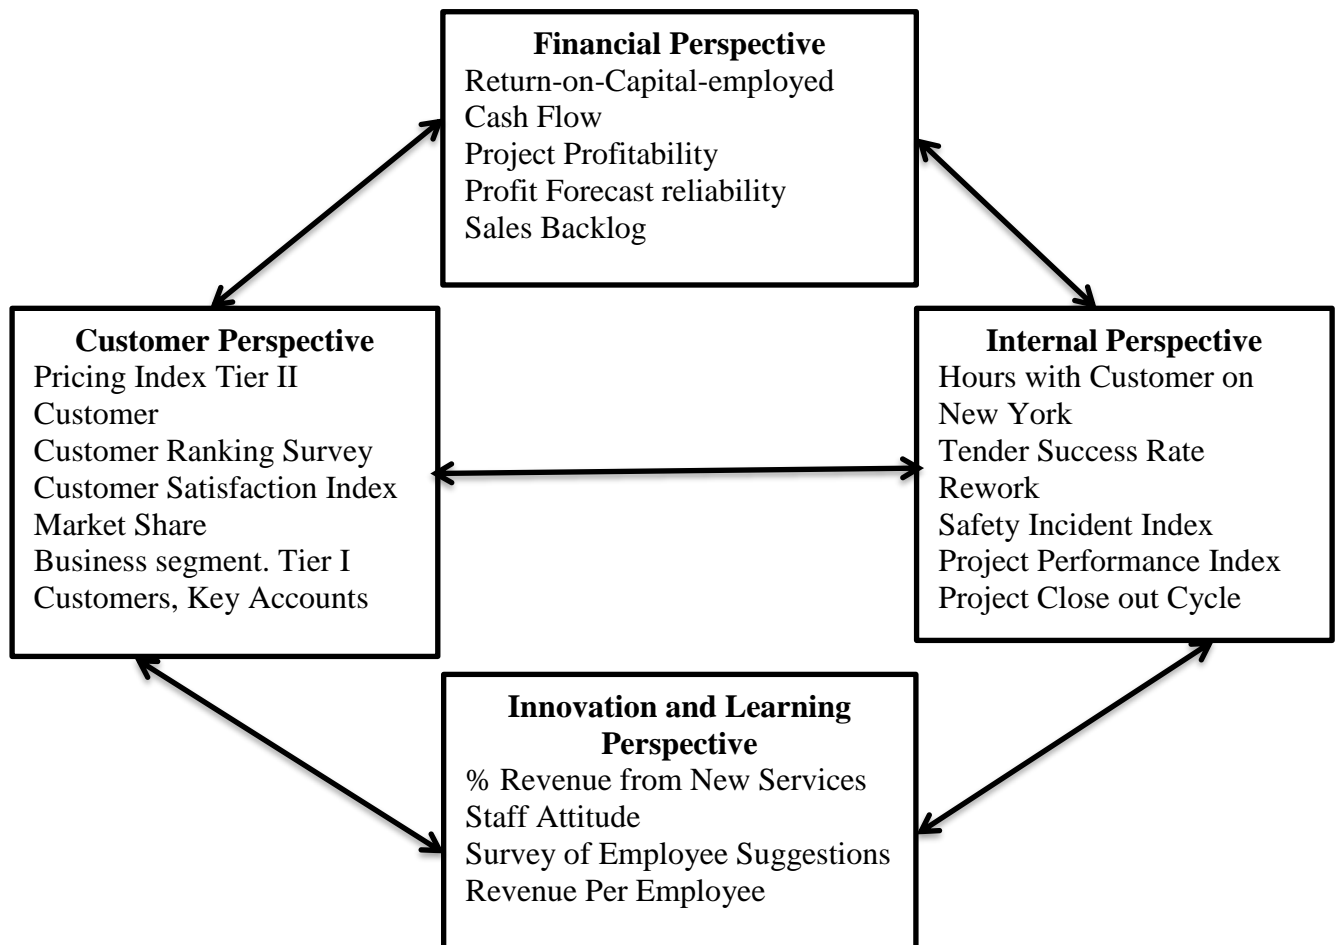 Financial Perspective
Return-on-Capital-employed
Cash Flow
Project Profitability
Profit Forecast reliability
Sales Backlog
Customer Perspective
Pricing Index Tier II
Customer
Customer Ranking Survey
Customer Satisfaction Index
Market Share
Business segment. Tier I
Customers, Key Accounts
Internal Perspective
Hours with Customer on
New York
Tender Success Rate
Rework
Safety Incident Index
Project Performance Index
Project Close out Cycle
Innovation and Learning
Perspective
% Revenue from New Services
Staff Attitude
Survey of Employee Suggestions
Revenue Per Employee